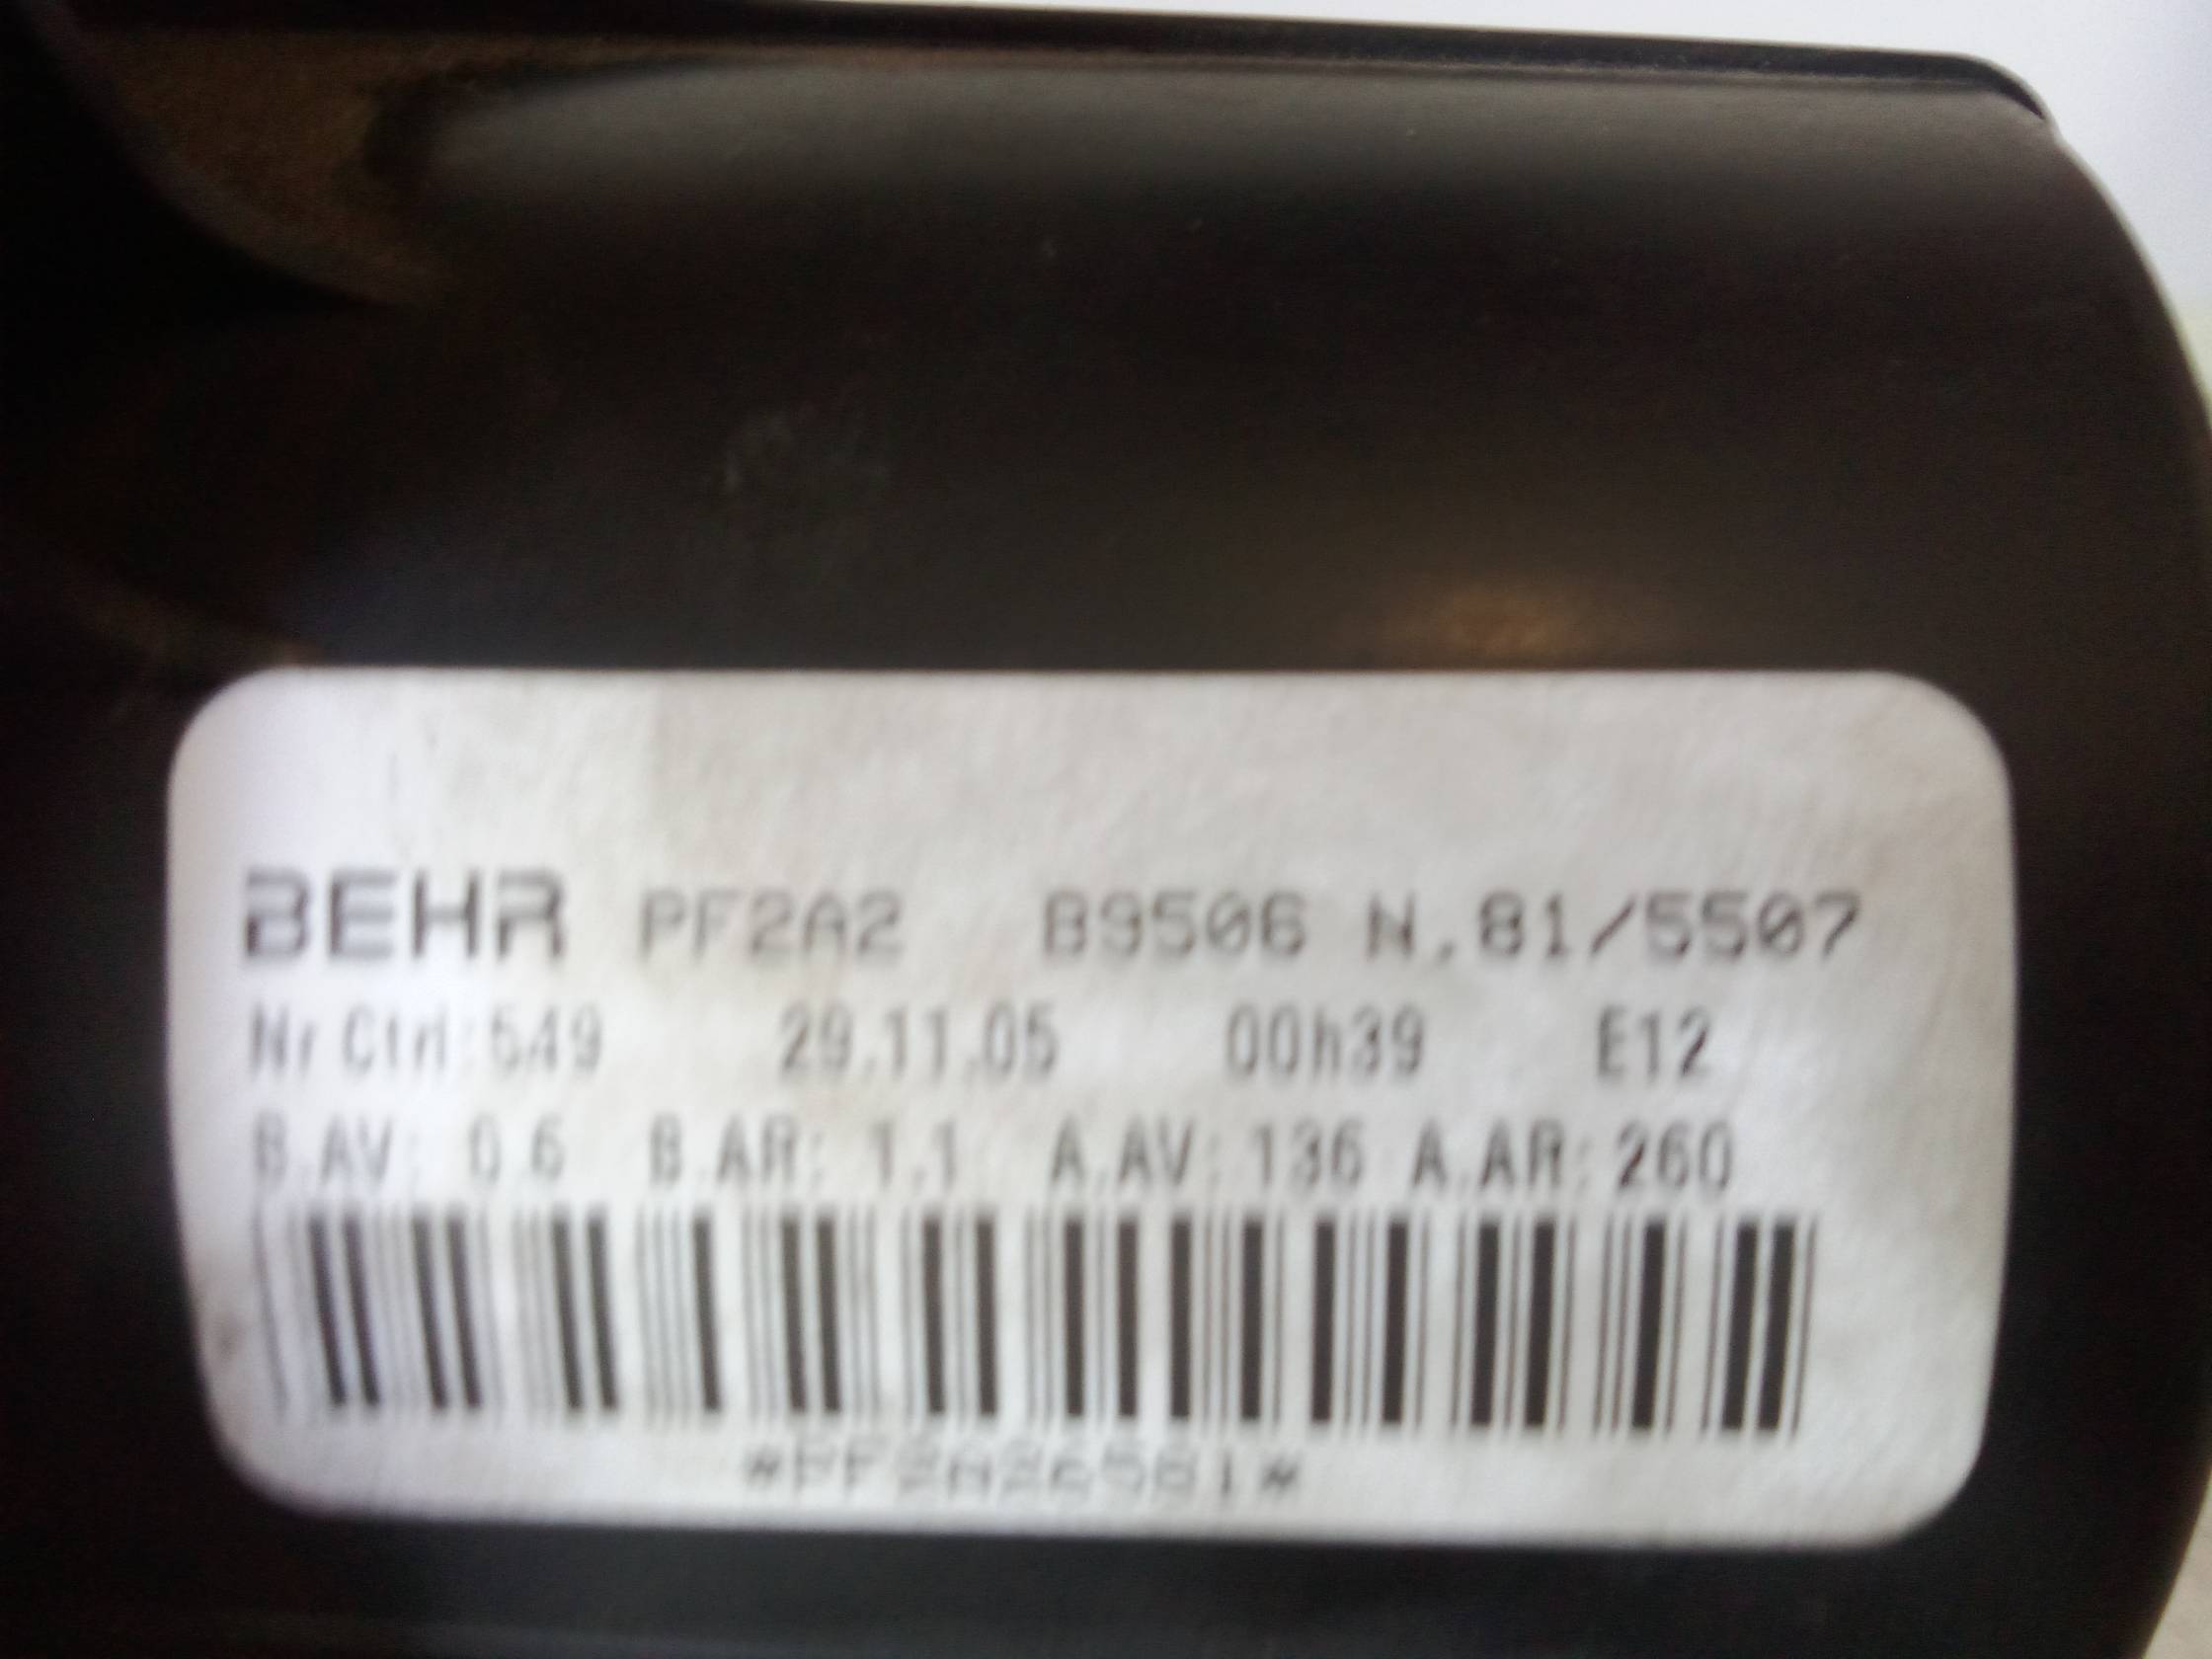 BEHR PF2A2 B9506 N.81/5507
Nr Ctrl:549 29.11.05 00h39 E12
B.AV: 0.6 B.AR: 1.1 A.AV: 136 A.AR: 260